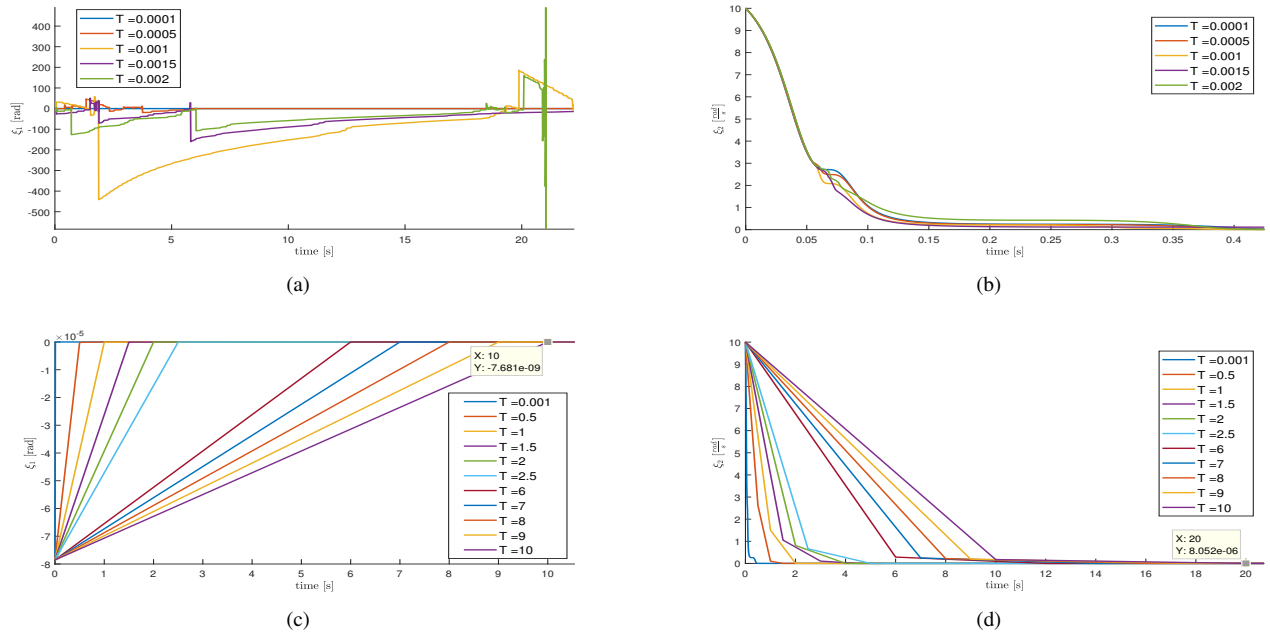 400
300
200
100
0
-100
-200
-300
-400
-500
ξ₁ [rad]
T =0.0001
T =0.0005
T =0.001
T =0.0015
T =0.002
0 5 10 15 20
time [s]
(a)
10
9
8
7
6
5
4
3
2
1
0
ξ₂ [rad/s]
T =0.0001
T =0.0005
T =0.001
T =0.0015
T =0.002
0 0.05 0.1 0.15 0.2 0.25 0.3 0.35 0.4
time [s]
(b)
×10⁻⁵
0
-1
-2
-3
-4
-5
-6
-7
-8
ξ₁ [rad]
X: 10
Y: -7.681e-09
T =0.001
T =0.5
T =1
T =1.5
T =2
T =2.5
T =6
T =7
T =8
T =9
T =10
0 1 2 3 4 5 6 7 8 9 10
time [s]
(c)
10
9
8
7
6
5
4
3
2
1
0
ξ₂ [rad/s]
T =0.001
T =0.5
T =1
T =1.5
T =2
T =2.5
T =6
T =7
T =8
T =9
T =10
X: 20
Y: 8.052e-06
0 2 4 6 8 10 12 14 16 18 20
time [s]
(d)